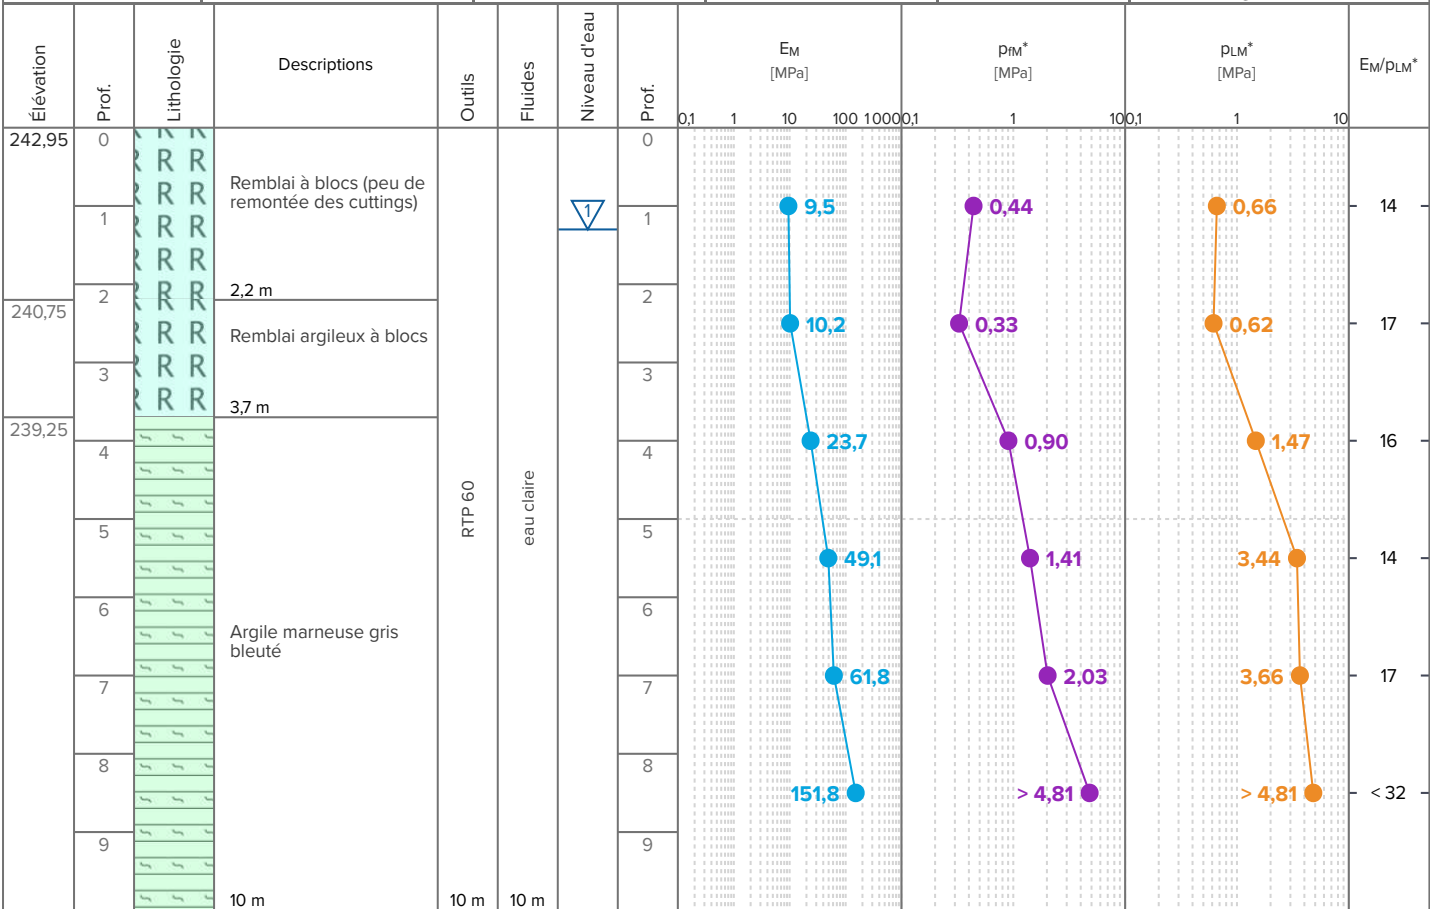 Élévation
Prof.
Lithologie
Descriptions
Outils
Fluides
Niveau d'eau
Prof.
EM
[MPa]
pfM*
[MPa]
pLM*
[MPa]
EM/pLM*
0,1 1 10 100 1000
0,1 1 10
0,1 1 10
242,95
240,75
239,25
0
1
2
3
4
5
6
7
8
9
R R R
R R R
R R R
R R R
R R R
R R R
R R R
R R R
R R R
Remblai à blocs (peu de
remontée des cuttings)
2,2 m
Remblai argileux à blocs
3,7 m
Argile marneuse gris
bleuté
10 m
RTP 60
10 m
eau claire
10 m
1
0
1
2
3
4
5
6
7
8
9
9,5
10,2
23,7
49,1
61,8
151,8
0,44
0,33
0,90
1,41
2,03
> 4,81
0,66
0,62
1,47
3,44
3,66
> 4,81
14
17
16
14
17
< 32